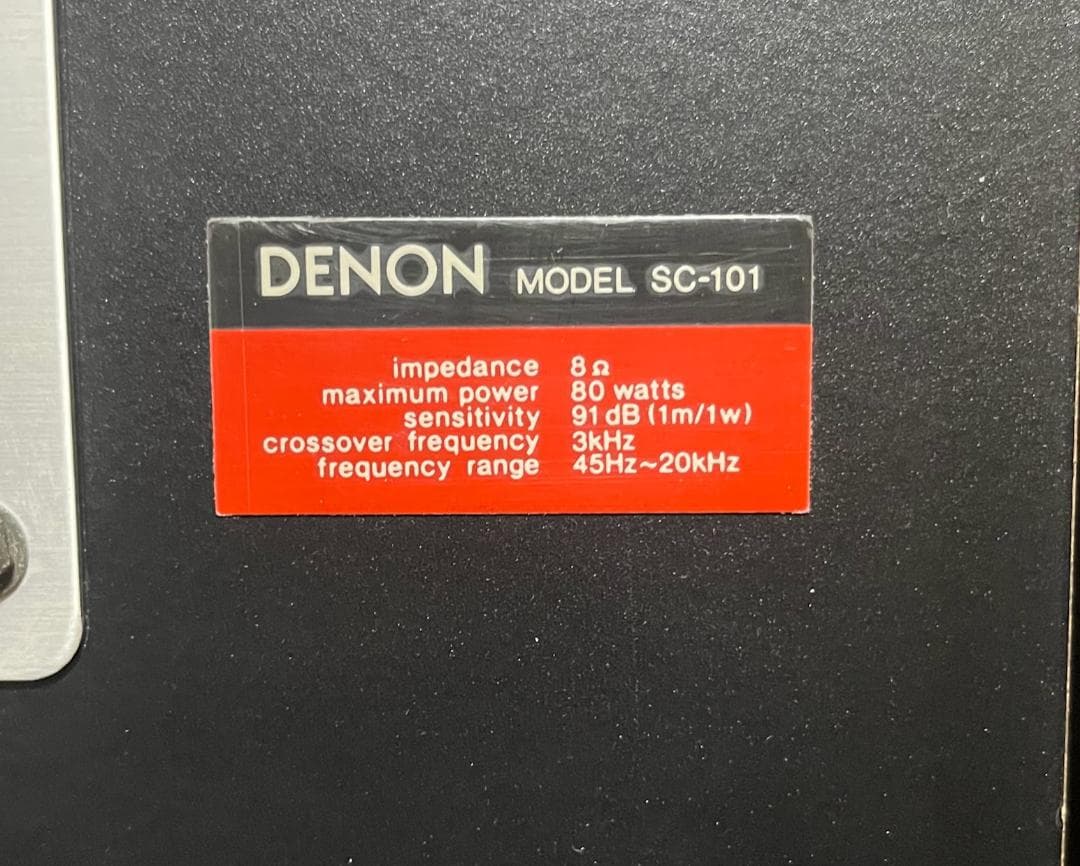 DENON MODEL SC-101
impedance 8Ω
maximum power 80 watts
sensitivity 91 dB (1m/1w)
crossover frequency 3kHz
frequency range 45Hz~20kHz